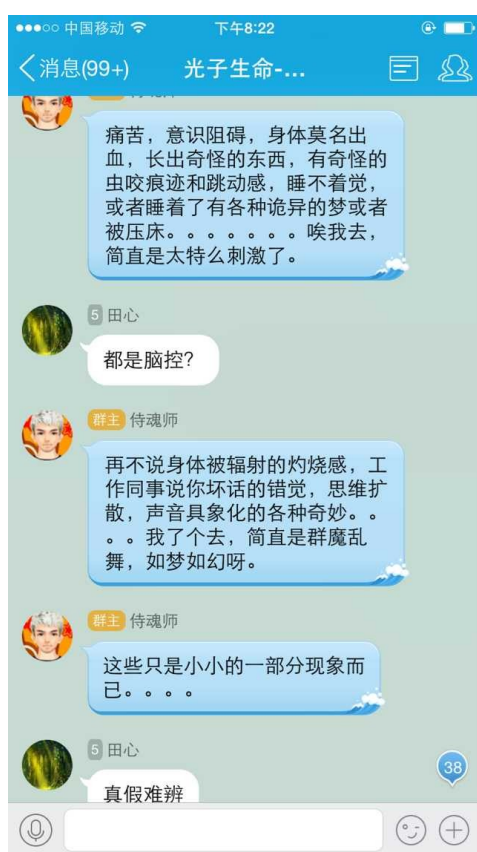 中国移动 下午8:22
消息(99+) 光子生命-...
痛苦，意识阻碍，身体莫名出
血，长出奇怪的东西，有奇怪的
虫咬痕迹和跳动感，睡不着觉，
或者睡着了有各种诡异的梦或者
被压床。。。。。。。唉我去，
简直是太特么刺激了。
5 田心
都是脑控？
群主 侍魂师
再不说身体被辐射的灼烧感，工
作同事说你坏话的错觉，思维扩
散，声音具象化的各种奇妙。。
。。我了个去，简直是群魔乱
舞，如梦如幻呀。
群主 侍魂师
这些只是小小的一部分现象而
已。。。。
5 田心
38
真假难辨